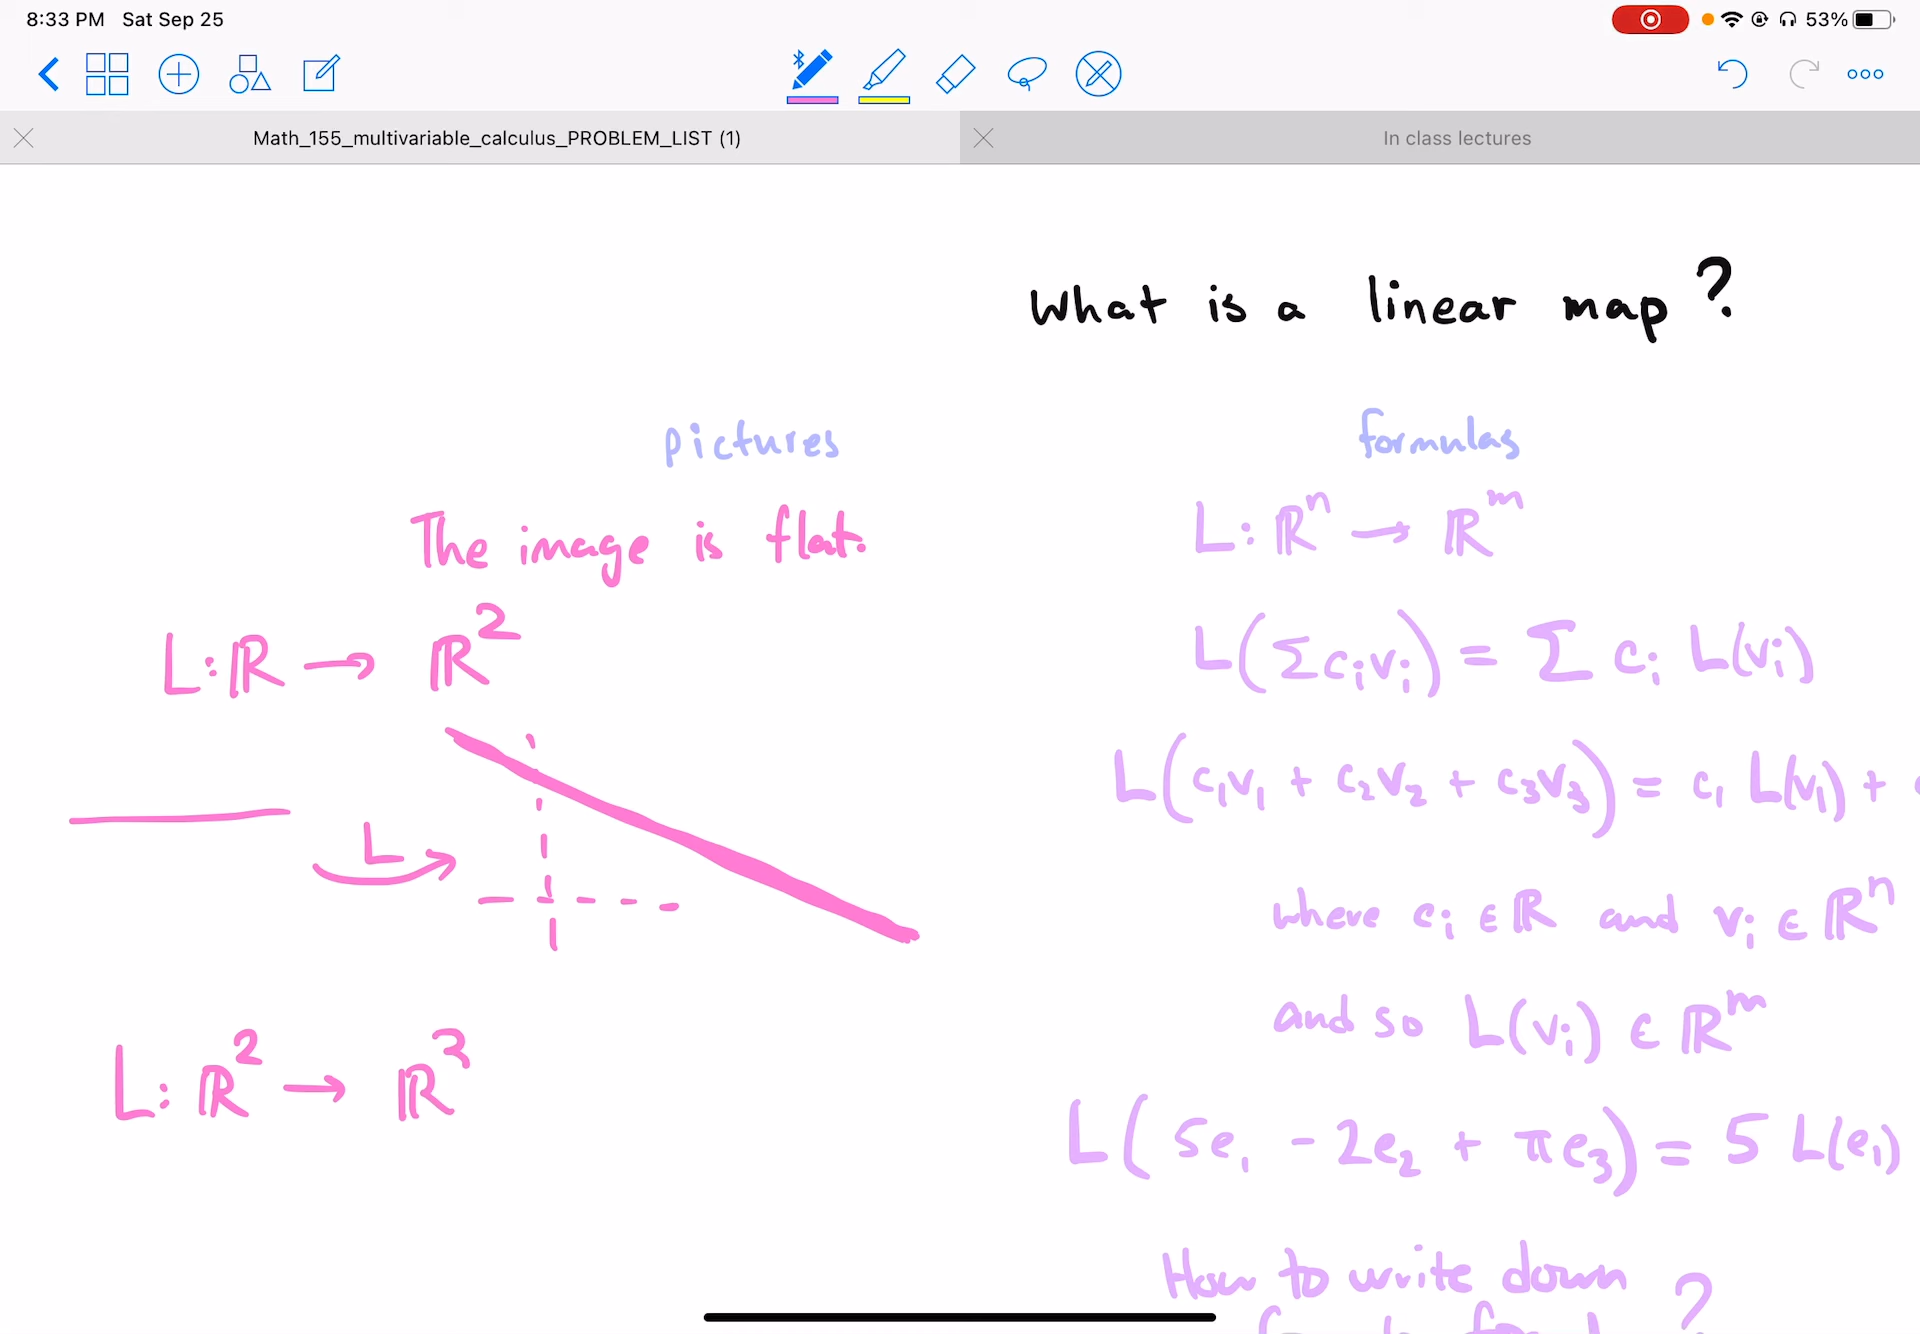 8:33 PM Sat Sep 25
53%
Math_155_multivariable_calculus_PROBLEM_LIST (1)
In class lectures
What is a linear map?
pictures
The image is flat.
L: ℝ → ℝ²
L
L: ℝ² → ℝ³
formulas
L: ℝⁿ → ℝᵐ
L(Σcᵢvᵢ) = Σ cᵢ L(vᵢ)
L(c₁v₁ + c₂v₂ + c₃v₃) = c₁ L(v₁) +
where cᵢ ∈ ℝ and vᵢ ∈ ℝⁿ
and so L(vᵢ) ∈ ℝᵐ
L(5e₁ - 2e₂ + πe₃) = 5 L(e₁)
How to write down
?